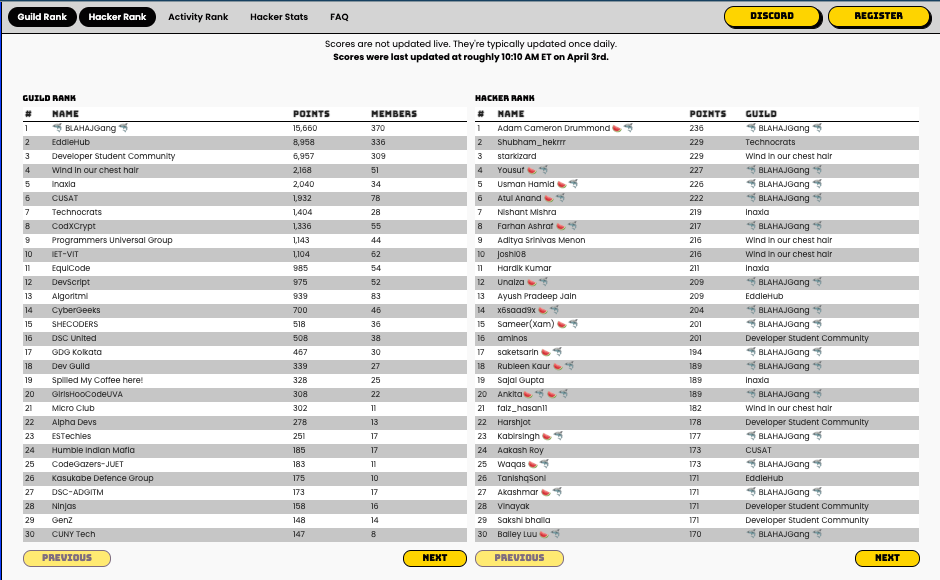 Guild Rank Hacker Rank Activity Rank Hacker Stats FAQ DISCORD REGISTER
Scores are not updated live. They're typically updated once daily.
Scores were last updated at roughly 10:10 AM ET on April 3rd.
GUILD RANK
# NAME POINTS MEMBERS
1 🦈 BLAHAJGang 🦈 15,660 370
2 EddieHub 8,958 336
3 Developer Student Community 6,957 309
4 Wind in our chest hair 2,168 51
5 Inaxia 2,040 34
6 CUSAT 1,932 78
7 Technocrats 1,404 28
8 CodXCrypt 1,336 55
9 Programmers Universal Group 1,143 44
10 IET-VIT 1,104 62
11 EquiCode 985 54
12 DevScript 975 52
13 Algoritmi 939 83
14 CyberGeeks 700 46
15 SHECODERS 518 36
16 DSC United 508 38
17 GDG Kolkata 467 30
18 Dev Guild 339 27
19 Spilled My Coffee here! 328 25
20 GirlsHooCodeUVA 308 22
21 Micro Club 302 11
22 Alpha Devs 278 13
23 ESTechies 251 17
24 Humble Indian Mafia 185 17
25 CodeGazers-JUET 183 11
26 Kasukabe Defence Group 175 10
27 DSC-ADGITM 173 17
28 Ninjas 158 16
29 GenZ 148 14
30 CUNY Tech 147 8
PREVIOUS NEXT
HACKER RANK
# NAME POINTS GUILD
1 Adam Cameron Drummond 🍉 🦈 236 🦈 BLAHAJGang 🦈
2 Shubham_hekrrr 229 Technocrats
3 starkizard 229 Wind in our chest hair
4 Yousuf 🍉 🦈 227 🦈 BLAHAJGang 🦈
5 Usman Hamid 🍉 🦈 226 🦈 BLAHAJGang 🦈
6 Atul Anand 🍉 🦈 222 🦈 BLAHAJGang 🦈
7 Nishant Mishra 219 Inaxia
8 Farhan Ashraf 🍉 🦈 217 🦈 BLAHAJGang 🦈
9 Aditya Srinivas Menon 216 Wind in our chest hair
10 joshi08 216 Wind in our chest hair
11 Hardik Kumar 211 Inaxia
12 Unaiza 🍉 🦈 209 🦈 BLAHAJGang 🦈
13 Ayush Pradeep Jain 209 EddieHub
14 x6saad9x 🍉 🦈 204 🦈 BLAHAJGang 🦈
15 Sameer(Xam) 🍉 🦈 201 🦈 BLAHAJGang 🦈
16 aminos 201 Developer Student Community
17 saketsarin 🍉 🦈 194 🦈 BLAHAJGang 🦈
18 Rubleen Kaur 🍉 🦈 189 🦈 BLAHAJGang 🦈
19 Sajal Gupta 189 Inaxia
20 Ankita🍉 🦈 🍉 🦈 189 🦈 BLAHAJGang 🦈
21 faiz_hasan11 182 Wind in our chest hair
22 Harshjot 178 Developer Student Community
23 Kabirsingh 🍉 🦈 177 🦈 BLAHAJGang 🦈
24 Aakash Roy 173 CUSAT
25 Waqas 🍉 🦈 173 🦈 BLAHAJGang 🦈
26 TanishqSoni 171 EddieHub
27 Akashmar 🍉 🦈 171 🦈 BLAHAJGang 🦈
28 Vinayak 171 Developer Student Community
29 Sakshi bhalla 171 Developer Student Community
30 Bailey Luu 🍉 🦈 170 🦈 BLAHAJGang 🦈
PREVIOUS NEXT